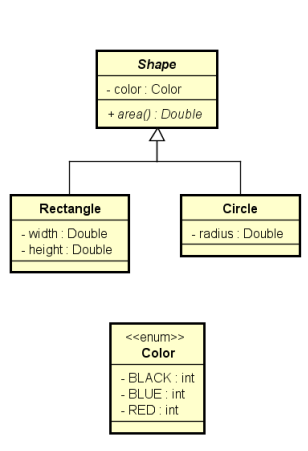 Shape
- color : Color
+ area() : Double
Rectangle
- width : Double
- height : Double
Circle
- radius : Double
<<enum>>
Color
- BLACK : int
- BLUE : int
- RED : int